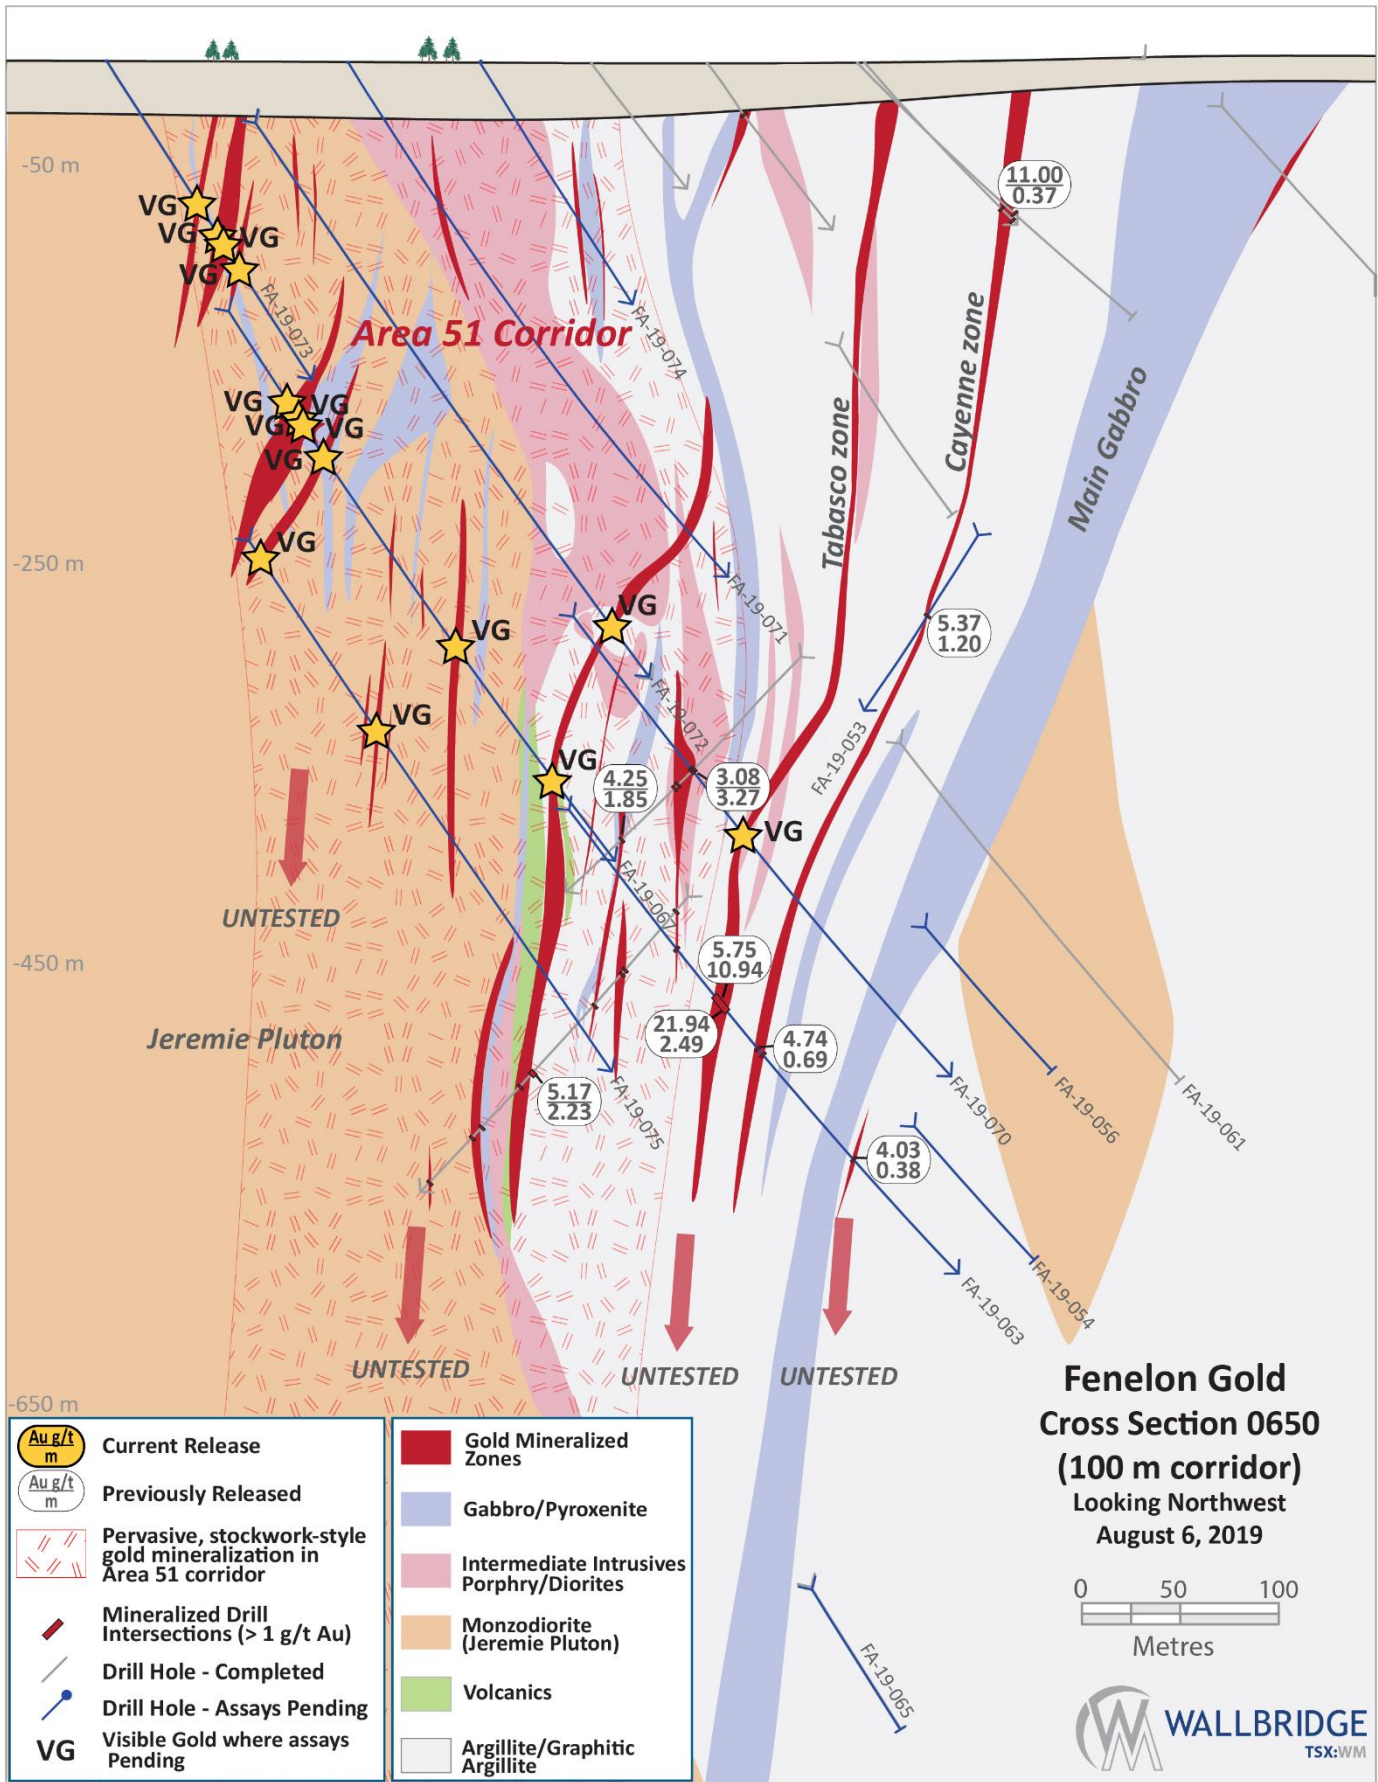 -50 m
11.00
0.37
VG
VG
VG
VG
FA-19-073
Area 51 Corridor
FA-19-074
Cayenne zone
Tabasco zone
Main Gabbro
VG
VG
VG
VG
VG
VG
-250 m
FA-19-071
VG
VG
5.37
1.20
FA-19-072
FA-19-053
VG
VG
4.25
1.85
3.08
3.27
VG
FA-19-067
UNTESTED
-450 m
5.75
10.94
Jeremie Pluton
21.94
2.49
4.74
0.69
5.17
2.23
FA-19-075
FA-19-070
FA-19-056
FA-19-061
4.03
0.38
FA-19-054
FA-19-063
UNTESTED
UNTESTED
UNTESTED
-650 m
Fenelon Gold
Cross Section 0650
(100 m corridor)
Looking Northwest
August 6, 2019
0 50 100
Metres
FA-19-065
WALLBRIDGE
TSX:WM
Au g/t
m
Current Release
Au g/t
m
Previously Released
Pervasive, stockwork-style
gold mineralization in
Area 51 corridor
Mineralized Drill
Intersections (> 1 g/t Au)
Drill Hole - Completed
Drill Hole - Assays Pending
VG
Visible Gold where assays
Pending
Gold Mineralized
Zones
Gabbro/Pyroxenite
Intermediate Intrusives
Porphry/Diorites
Monzodiorite
(Jeremie Pluton)
Volcanics
Argillite/Graphitic
Argillite